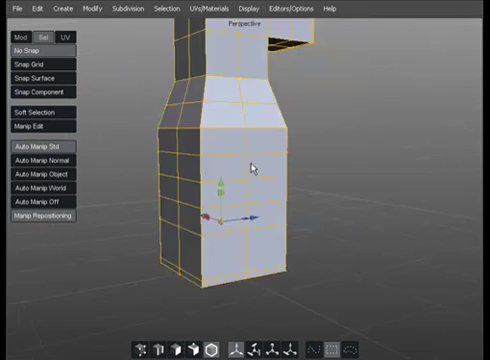 File Edit Create Modify Subdivision Selection UVs/Materials Display Editors/Options Help
Perspective
Mod Sel UV
No Snap
Snap Grid
Snap Surface
Snap Component
Soft Selection
Manip Edit
Auto Manip Std
Auto Manip Normal
Auto Manip Object
Auto Manip World
Auto Manip Off
Manip Repositioning